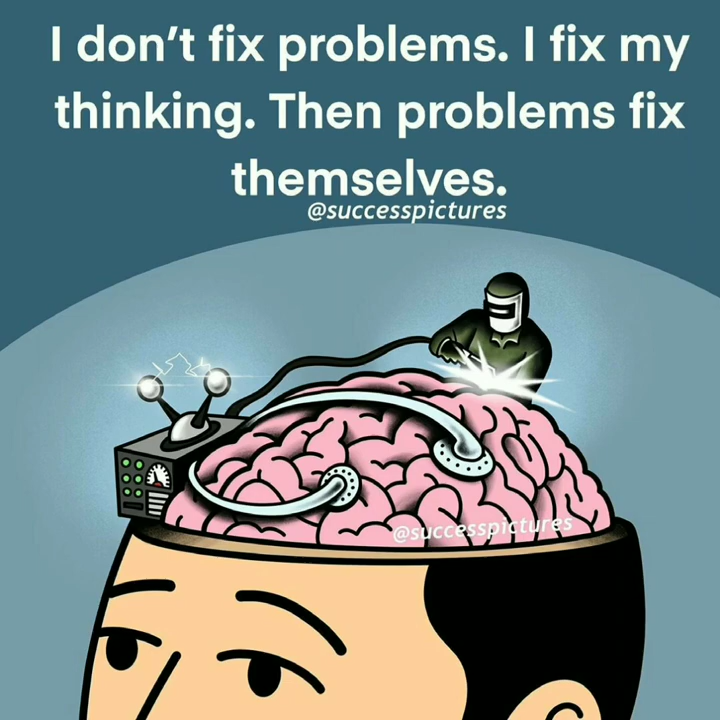 I don’t fix problems. I fix my
thinking. Then problems fix
themselves.
@successpictures
@successpictures